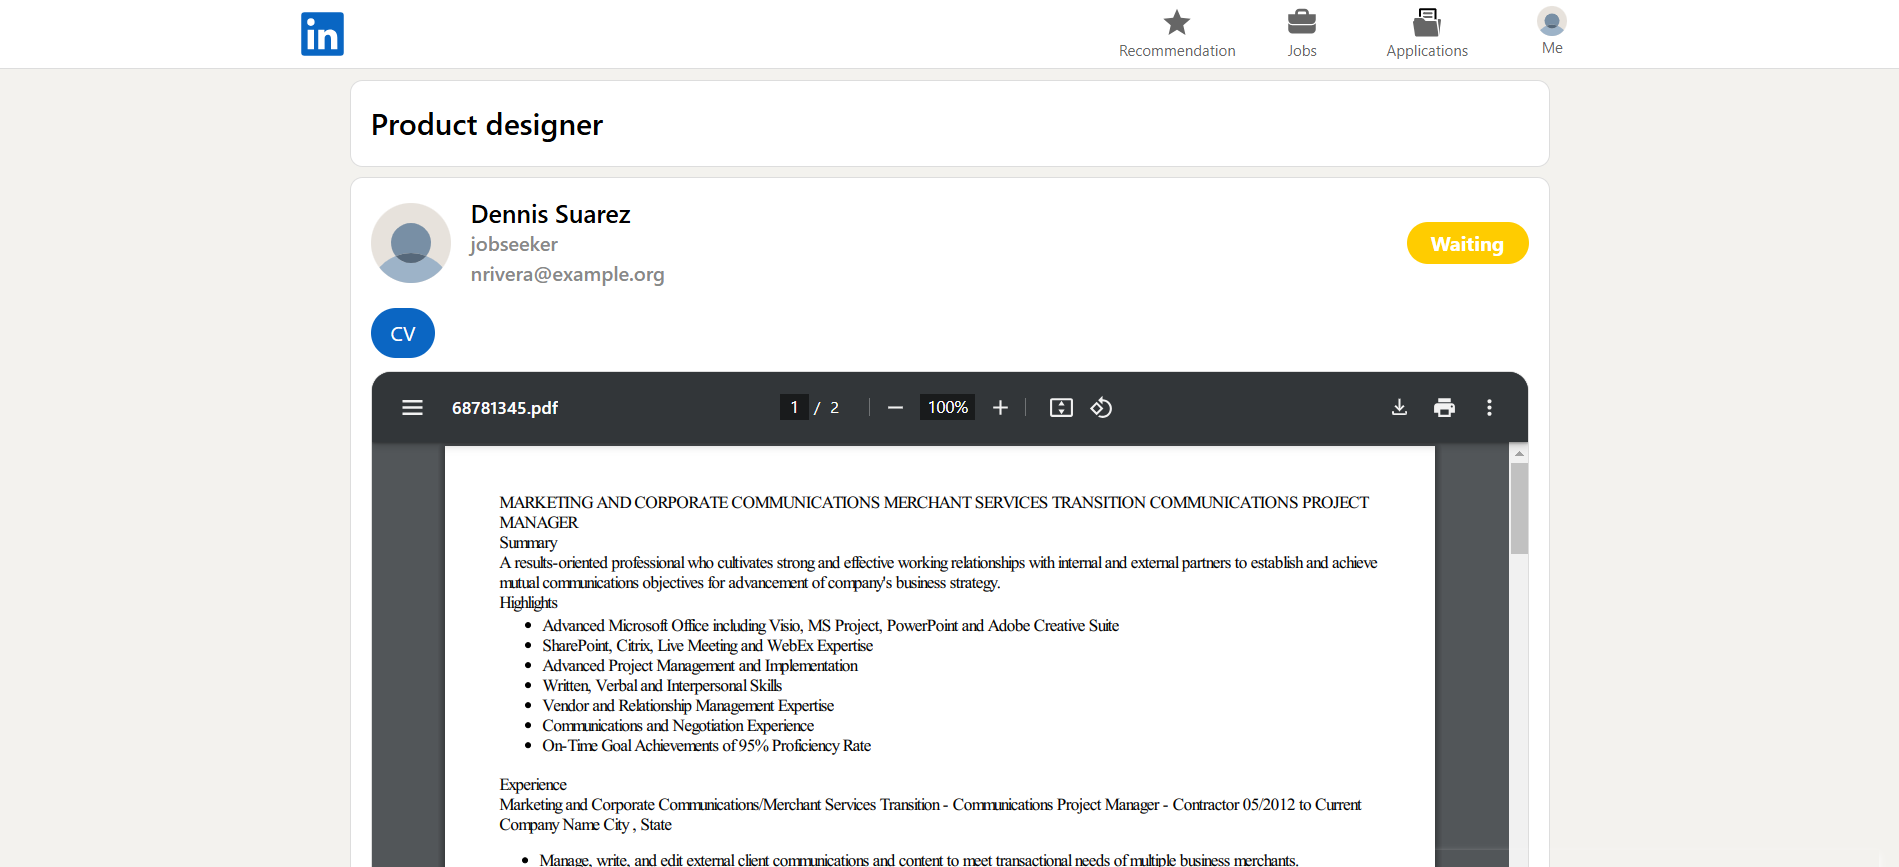 in
Recommendation
Jobs
Applications
Me
Product designer
Dennis Suarez
jobseeker
nrivera@example.org
Waiting
CV
68781345.pdf
1 / 2
100%
MARKETING AND CORPORATE COMMUNICATIONS MERCHANT SERVICES TRANSITION COMMUNICATIONS PROJECT
MANAGER
Summary
A results-oriented professional who cultivates strong and effective working relationships with internal and external partners to establish and achieve
mutual communications objectives for advancement of company's business strategy.
Highlights
Advanced Microsoft Office including Visio, MS Project, PowerPoint and Adobe Creative Suite
SharePoint, Citrix, Live Meeting and WebEx Expertise
Advanced Project Management and Implementation
Written, Verbal and Interpersonal Skills
Vendor and Relationship Management Expertise
Communications and Negotiation Experience
On-Time Goal Achievements of 95% Proficiency Rate
Experience
Marketing and Corporate Communications/Merchant Services Transition - Communications Project Manager - Contractor 05/2012 to Current
Company Name City , State
Manage, write, and edit external client communications and content to meet transactional needs of multiple business merchants.